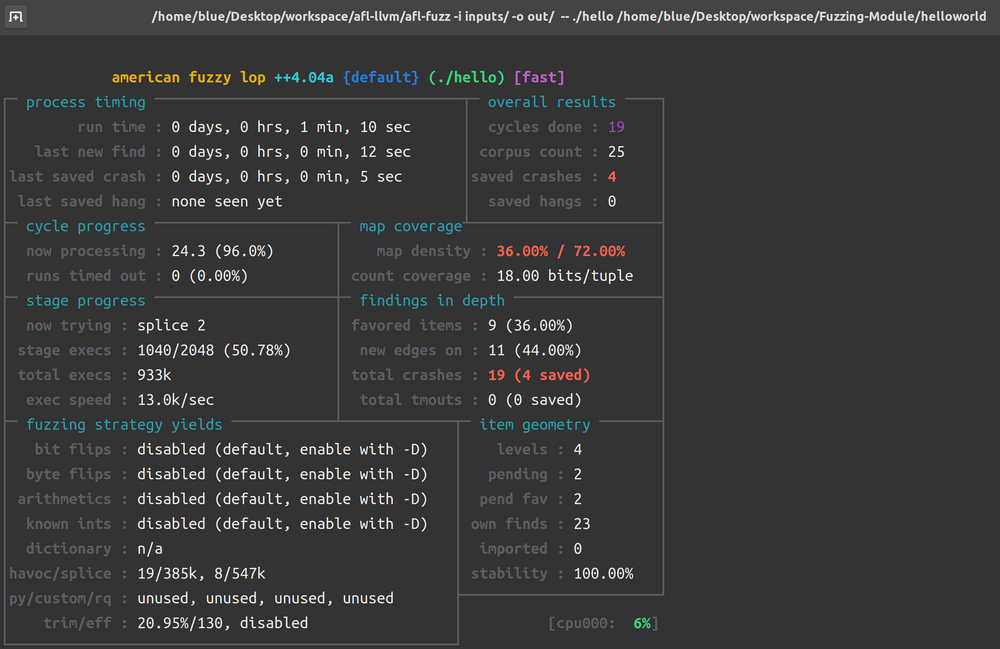 /home/blue/Desktop/workspace/afl-llvm/afl-fuzz -i inputs/ -o out/ -- ./hello /home/blue/Desktop/workspace/Fuzzing-Module/helloworld
american fuzzy lop ++4.04a {default} (./hello) [fast]
process timing
run time : 0 days, 0 hrs, 1 min, 10 sec
last new find : 0 days, 0 hrs, 0 min, 12 sec
last saved crash : 0 days, 0 hrs, 0 min, 5 sec
last saved hang : none seen yet
overall results
cycles done : 19
corpus count : 25
saved crashes : 4
saved hangs : 0
cycle progress
now processing : 24.3 (96.0%)
runs timed out : 0 (0.00%)
map coverage
map density : 36.00% / 72.00%
count coverage : 18.00 bits/tuple
stage progress
now trying : splice 2
stage execs : 1040/2048 (50.78%)
total execs : 933k
exec speed : 13.0k/sec
findings in depth
favored items : 9 (36.00%)
new edges on : 11 (44.00%)
total crashes : 19 (4 saved)
total tmouts : 0 (0 saved)
fuzzing strategy yields
bit flips : disabled (default, enable with -D)
byte flips : disabled (default, enable with -D)
arithmetics : disabled (default, enable with -D)
known ints : disabled (default, enable with -D)
dictionary : n/a
havoc/splice : 19/385k, 8/547k
py/custom/rq : unused, unused, unused, unused
trim/eff : 20.95%/130, disabled
item geometry
levels : 4
pending : 2
pend fav : 2
own finds : 23
imported : 0
stability : 100.00%
[cpu000: 6%]